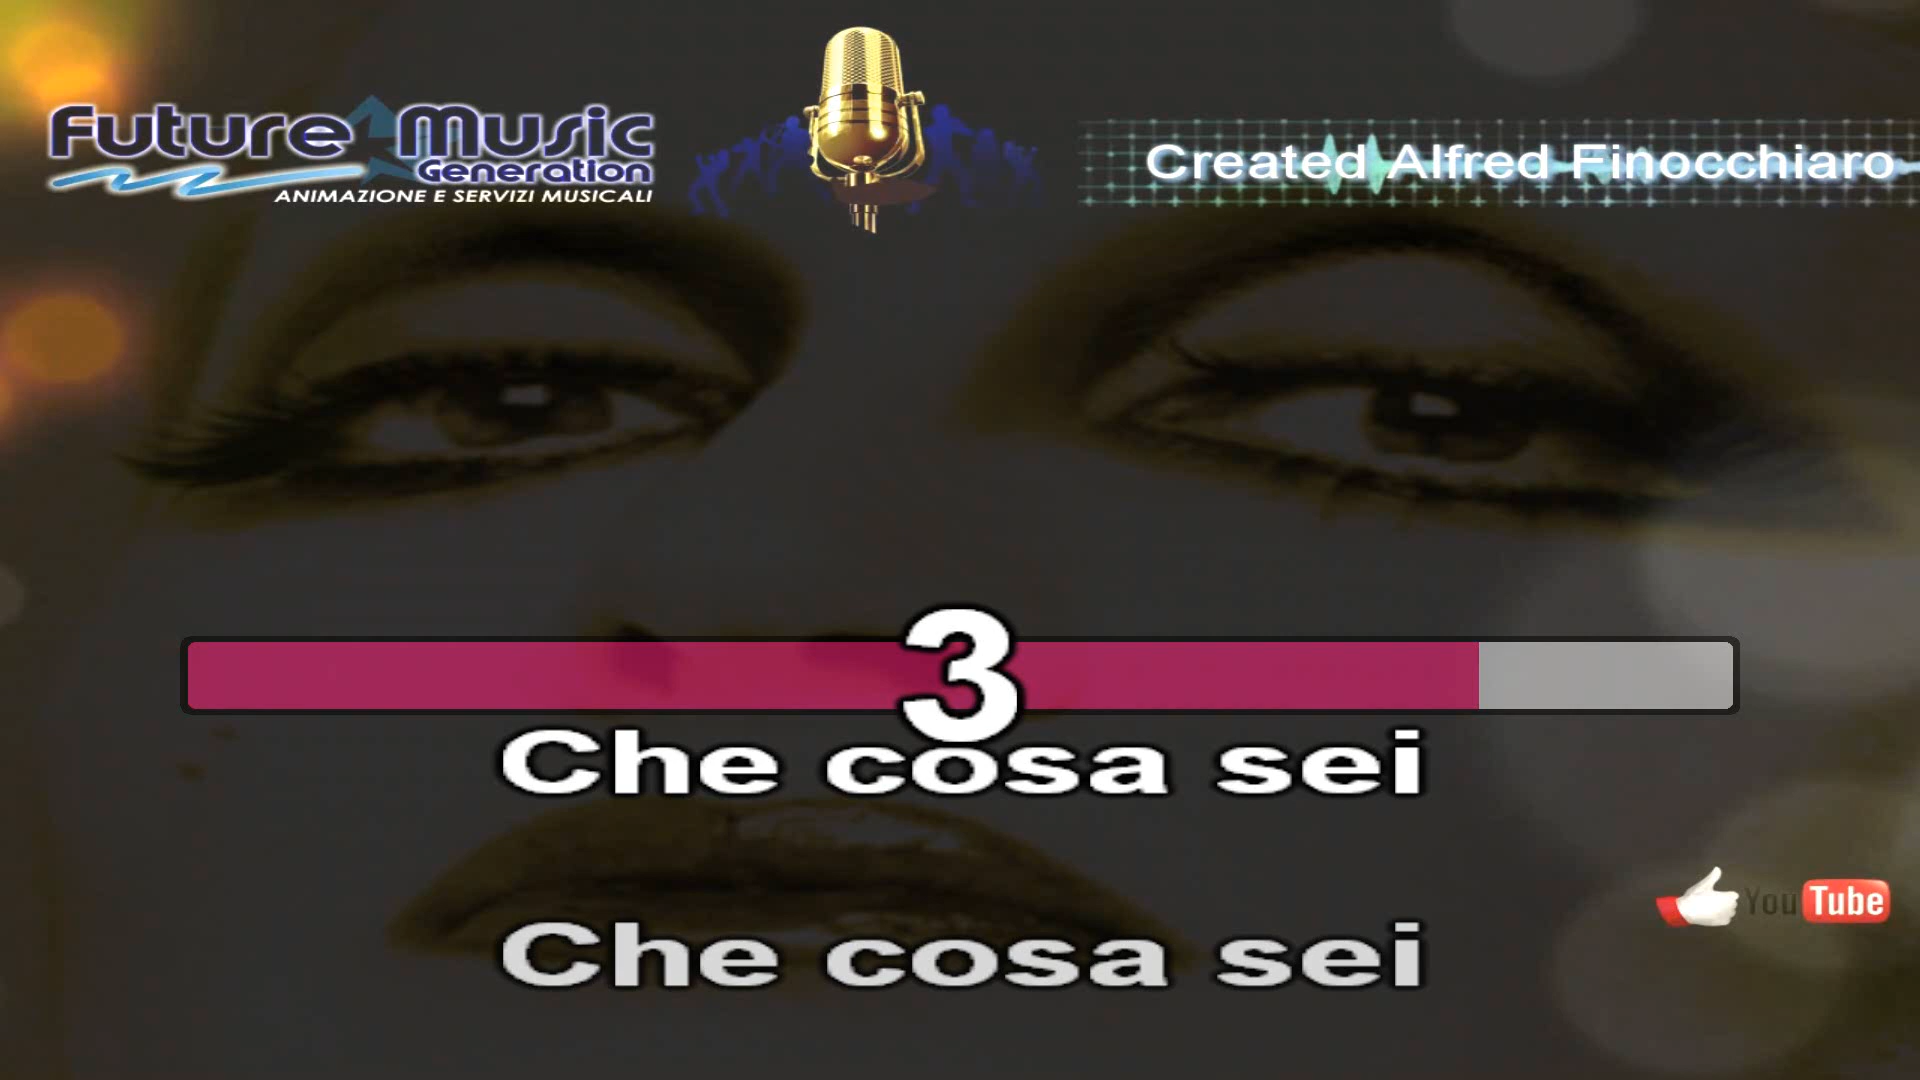 Future Music
Generation
ANIMAZIONE E SERVIZI MUSICALI
Created Alfred Finocchiaro
3
Che cosa sei
Che cosa sei
YouTube